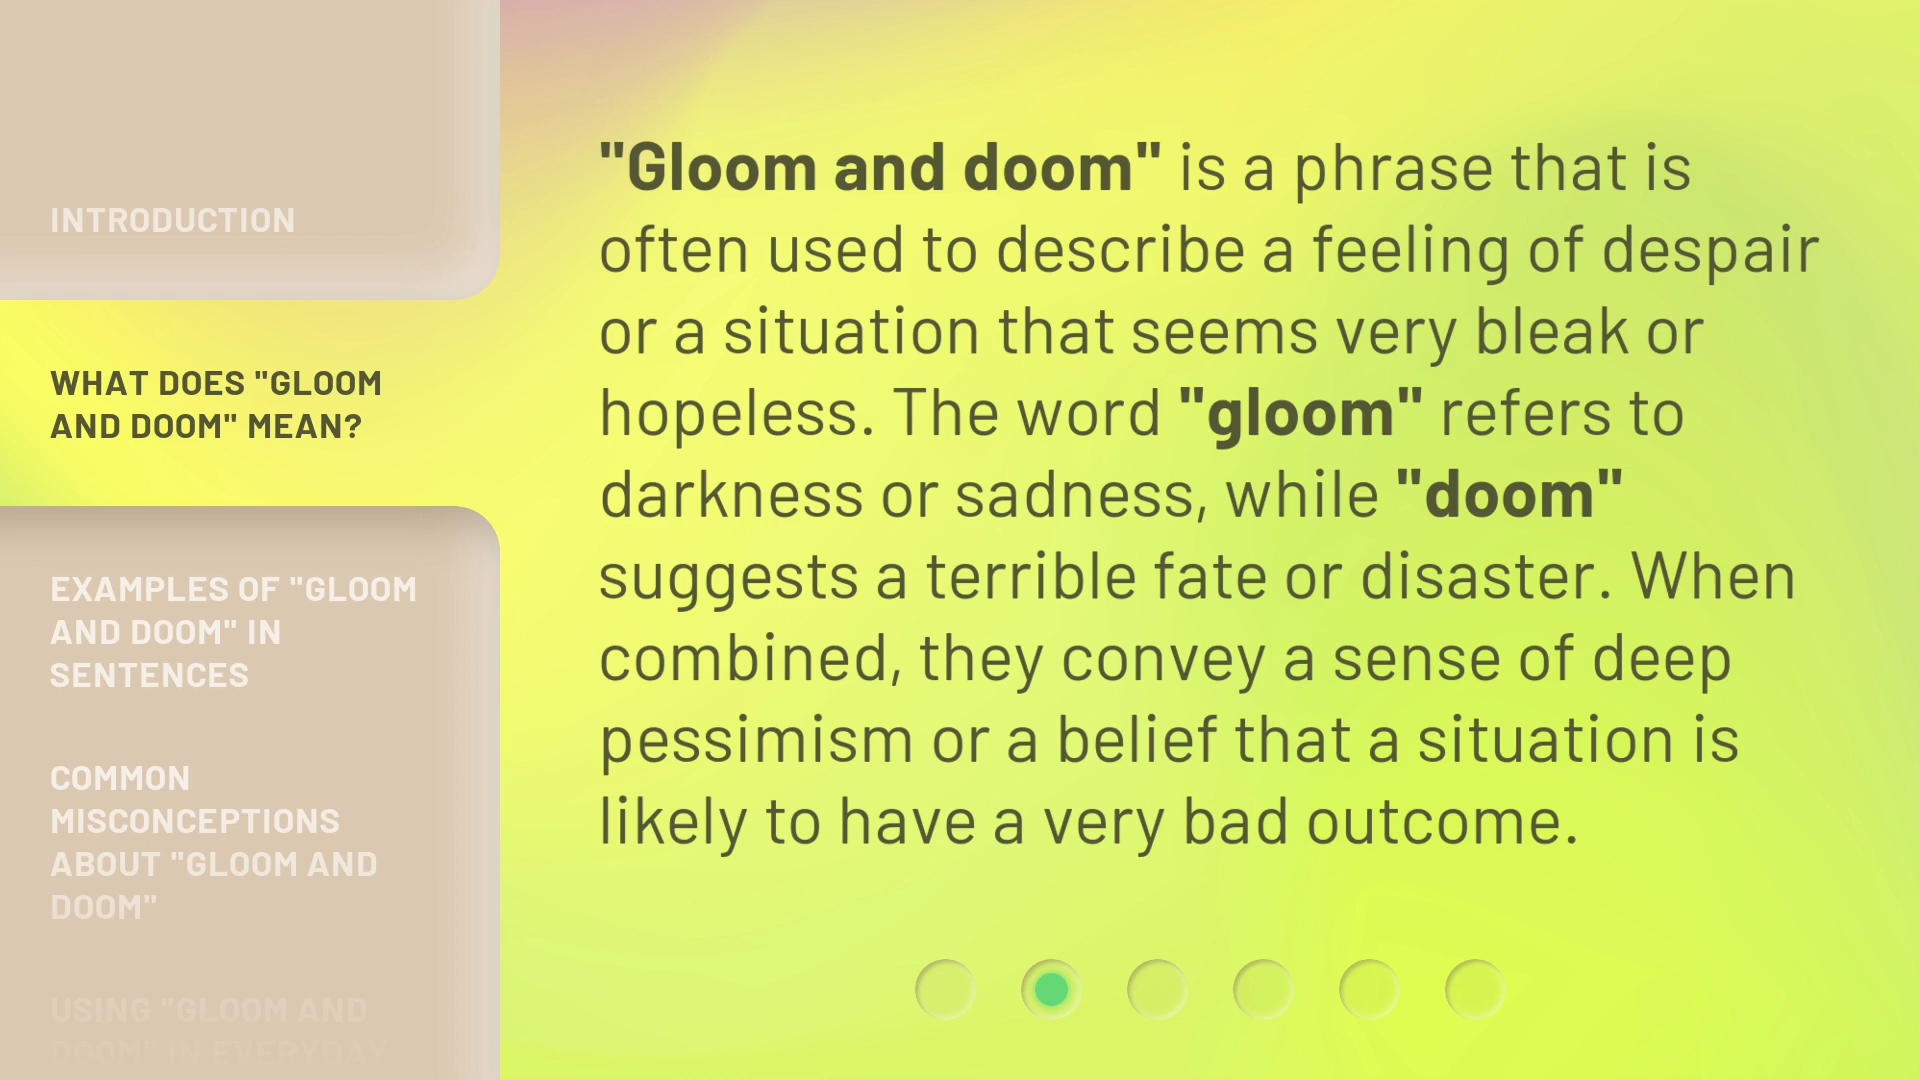 INTRODUCTION
WHAT DOES "GLOOM
AND DOOM" MEAN?
EXAMPLES OF "GLOOM
AND DOOM" IN
SENTENCES
COMMON
MISCONCEPTIONS
ABOUT "GLOOM AND
DOOM"
USING "GLOOM AND
DOOM" IN EVERYDAY
"Gloom and doom" is a phrase that is
often used to describe a feeling of despair
or a situation that seems very bleak or
hopeless. The word "gloom" refers to
darkness or sadness, while "doom"
suggests a terrible fate or disaster. When
combined, they convey a sense of deep
pessimism or a belief that a situation is
likely to have a very bad outcome.